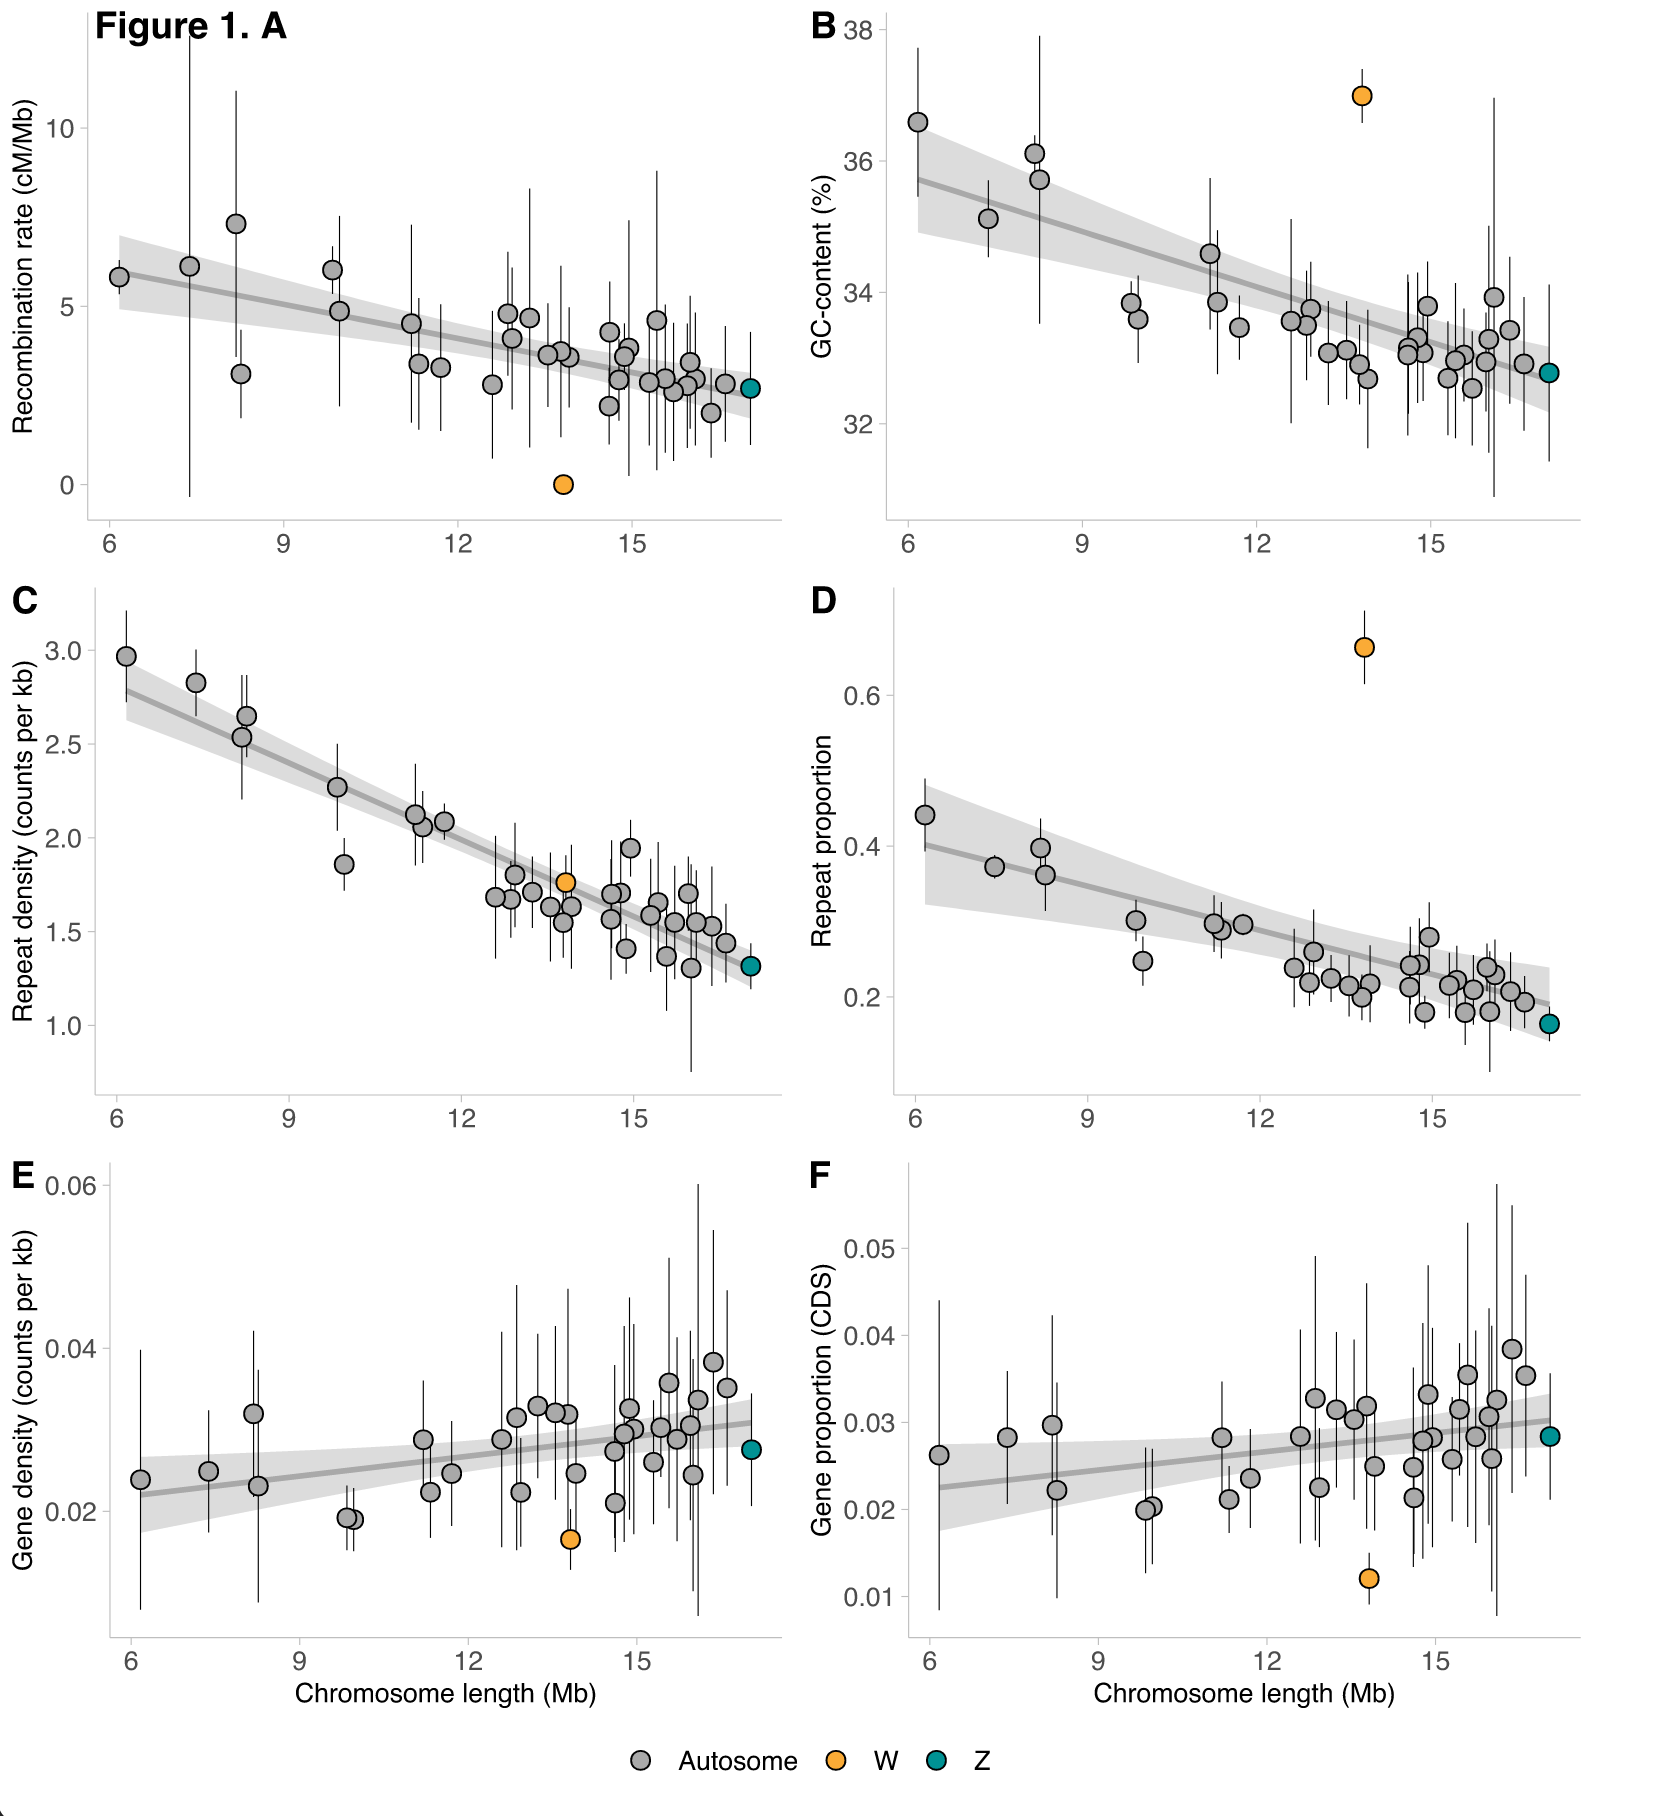 Figure 1. A
Recombination rate (cM/Mb)
10
5
0
6 9 12 15
B
GC-content (%)
38
36
34
32
6 9 12 15
C
Repeat density (counts per kb)
3.0
2.5
2.0
1.5
1.0
6 9 12 15
D
Repeat proportion
0.6
0.4
0.2
6 9 12 15
E
Gene density (counts per kb)
0.06
0.04
0.02
6 9 12 15
Chromosome length (Mb)
F
Gene proportion (CDS)
0.05
0.04
0.03
0.02
0.01
6 9 12 15
Chromosome length (Mb)
Autosome W Z